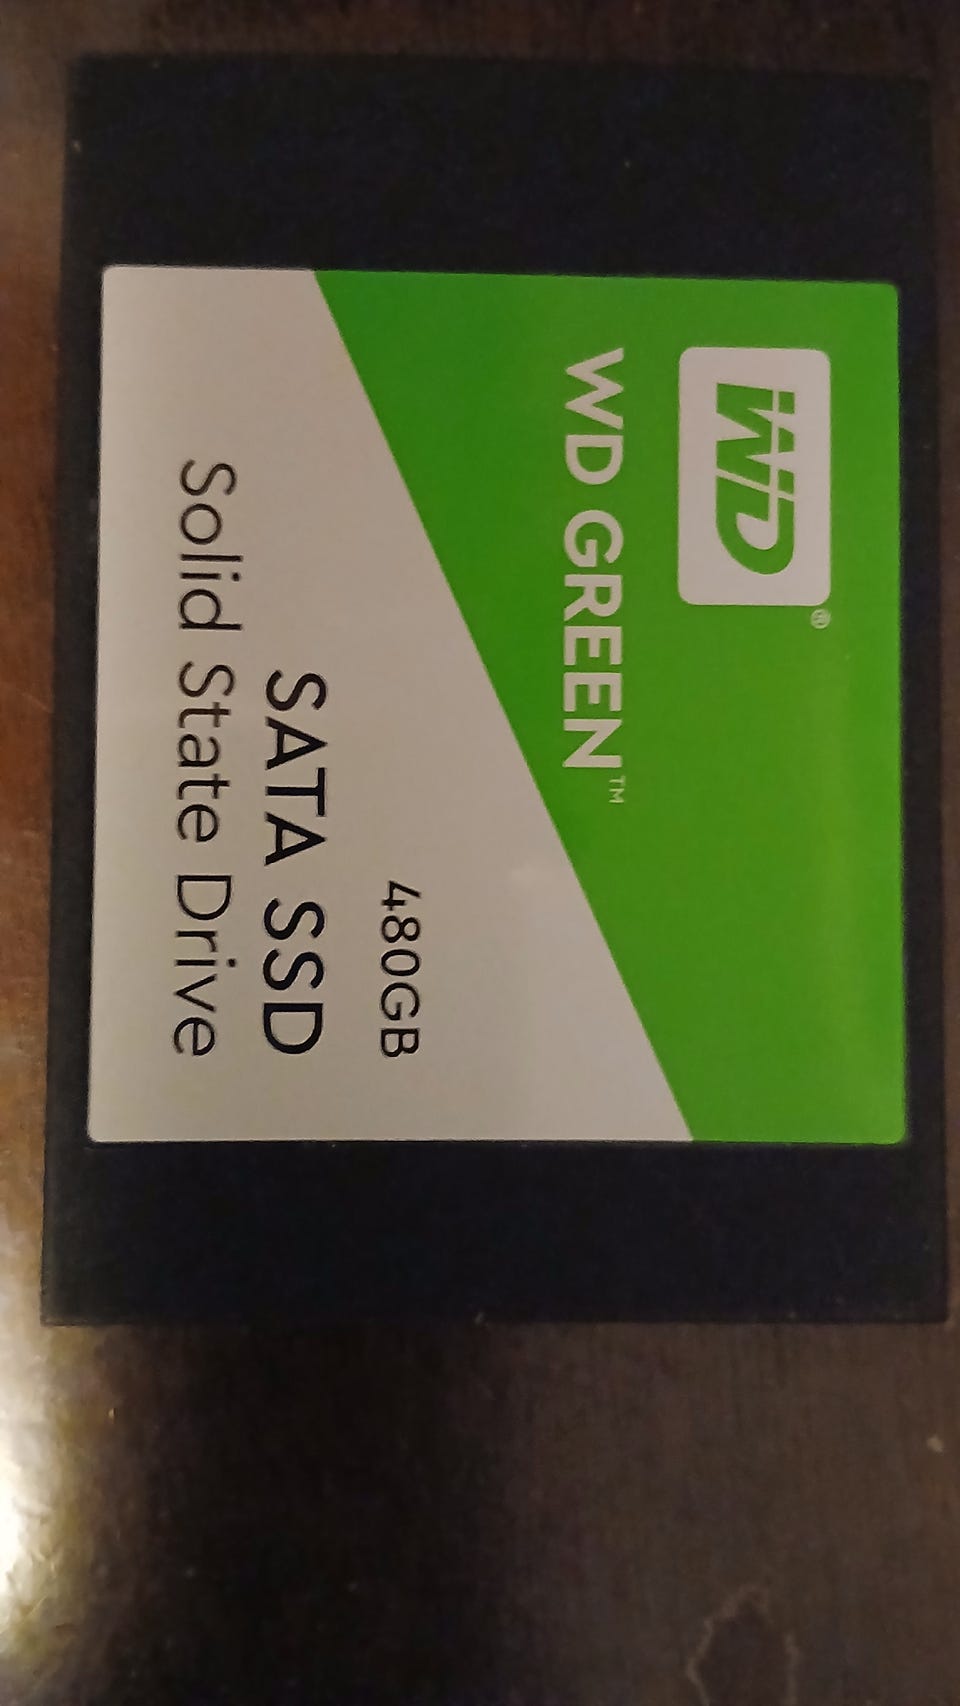 WD®
WD GREEN™
480GB
SATA SSD
Solid State Drive